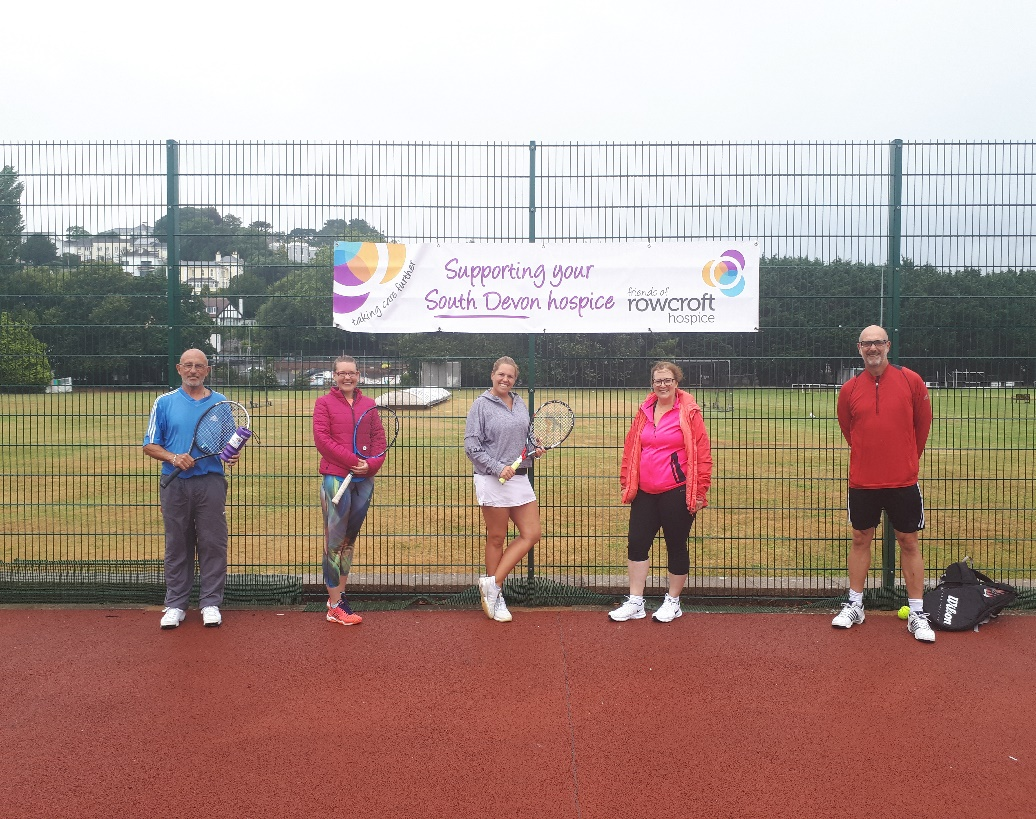 taking care further
Supporting your
South Devon hospice
friends of
rowcroft
hospice
Wilson